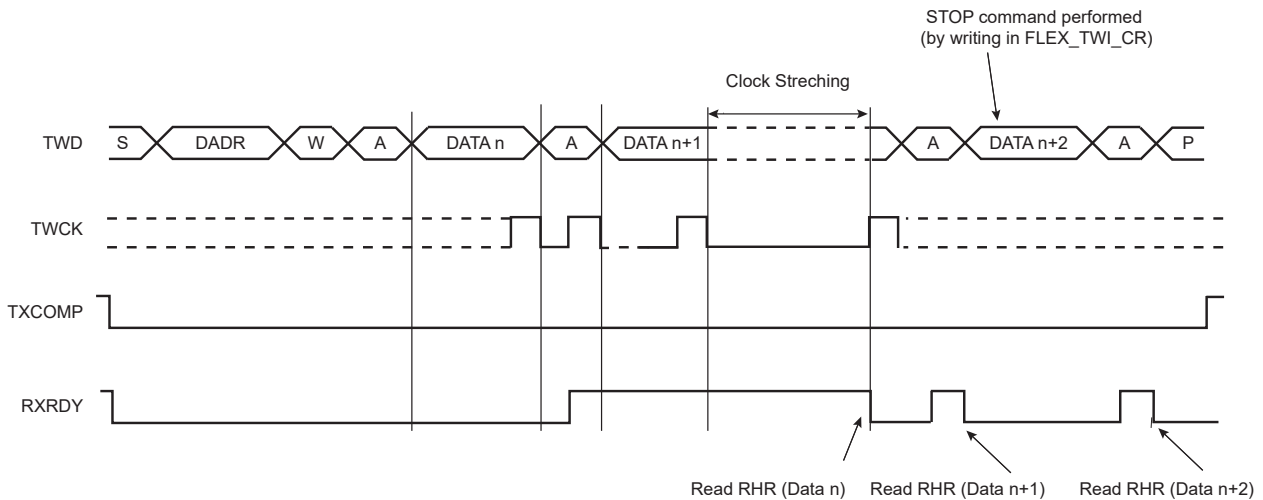 STOP command performed
(by writing in FLEX_TWI_CR)
Clock Streching
TWD S DADR W A DATA n A DATA n+1 A DATA n+2 A P
TWCK
TXCOMP
RXRDY
Read RHR (Data n) Read RHR (Data n+1) Read RHR (Data n+2)